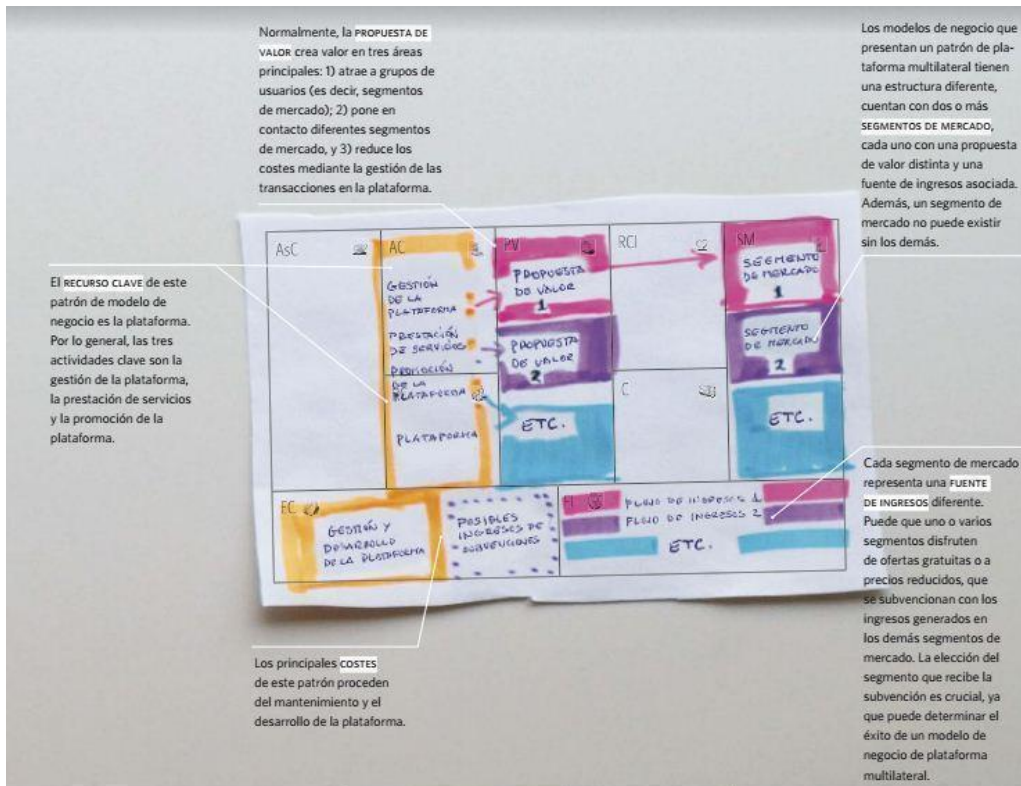 Normalmente, la PROPUESTA DE
VALOR crea valor en tres áreas
principales: 1) atrae a grupos de
usuarios (es decir, segmentos
de mercado); 2) pone en
contacto diferentes segmentos
de mercado, y 3) reduce los
costes mediante la gestión de las
transacciones en la plataforma.
Los modelos de negocio que
presentan un patrón de pla-
taforma multilateral tienen
una estructura diferente,
cuentan con dos o más
SEGMENTOS DE MERCADO,
cada uno con una propuesta
de valor distinta y una
fuente de ingresos asociada.
Además, un segmento de
mercado no puede existir
sin los demás.
El RECURSO CLAVE de este
patrón de modelo de
negocio es la plataforma.
Por lo general, las tres
actividades clave son la
gestión de la plataforma,
la prestación de servicios
y la promoción de la
plataforma.
AsC
AC
GESTIÓN
DE LA
PLATAFORMA
PRESTACIÓN
DE SERVICIOS
PROMOCIÓN
DE LA
PLATAFORMA
PLATAFORMA
PV
PROPUESTA
DE VALOR
1
PROPUESTA
DE VALOR
2
ETC.
RCl
C
SM
SEGMENTO
DE MERCADO
1
SEGMENTO
DE MERCADO
2
ETC.
EC
GESTIÓN Y
DESARROLLO
DE LA PLATAFORMA
POSIBLES
INGRESOS DE
SUBVENCIONES
FI
FLUJO DE INGRESOS 1
FLUJO DE INGRESOS 2
ETC.
Cada segmento de mercado
representa una FUENTE
DE INGRESOS diferente.
Puede que uno o varios
segmentos disfruten
de ofertas gratuitas o a
precios reducidos, que
se subvencionan con los
ingresos generados en
los demás segmentos de
mercado. La elección del
segmento que recibe la
subvención es crucial, ya
que puede determinar el
éxito de un modelo de
negocio de plataforma
multilateral.
Los principales COSTES
de este patrón proceden
del mantenimiento y el
desarrollo de la plataforma.